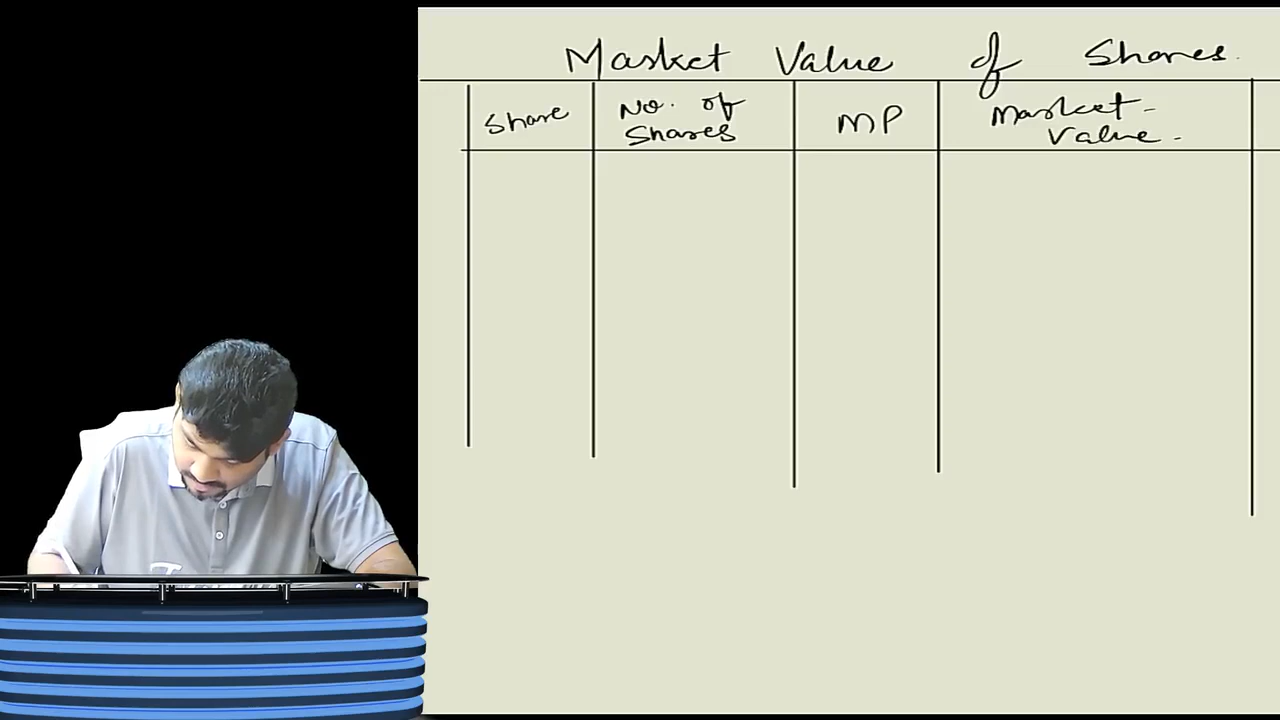 Market Value of Shares.
Share
No. of
Shares
MP
Market-
Value.